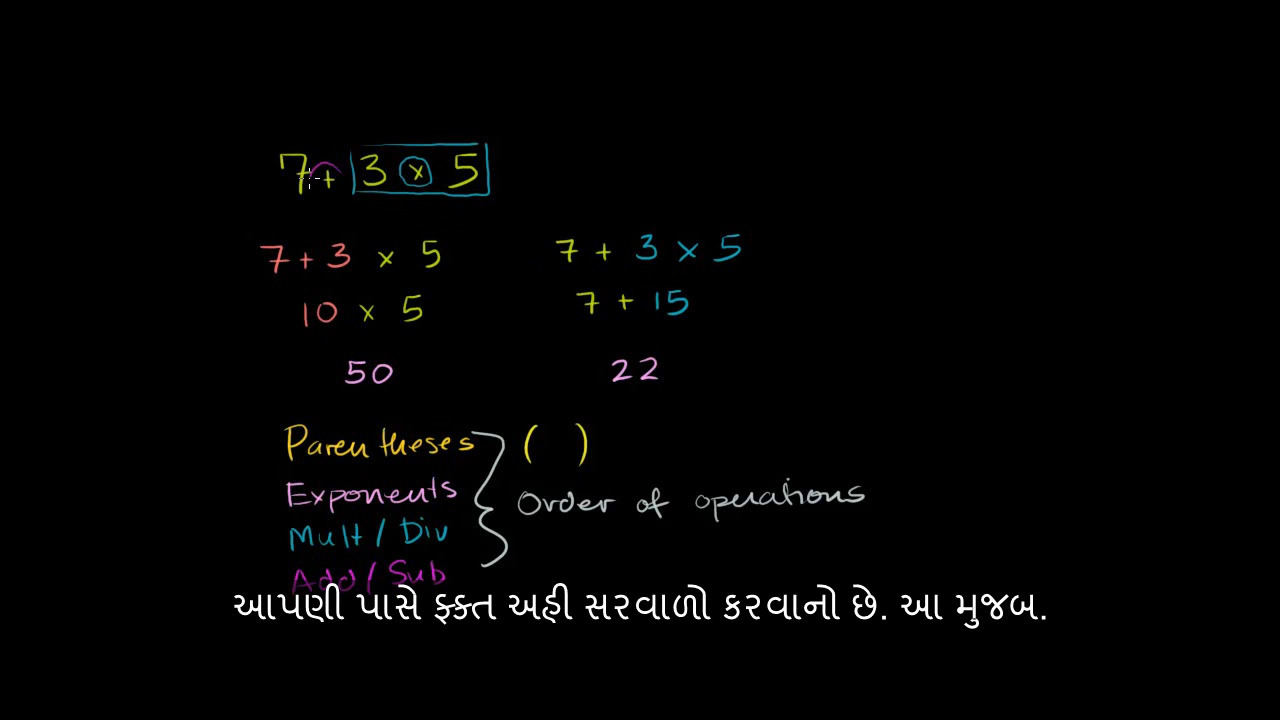 7 + 3 × 5
7 + 3 × 5
10 × 5
50
7 + 3 × 5
7 + 15
22
Parentheses ( )
Exponents
Mult / Div
Add / Sub
Order of operations
આપણી પાસે ફ્ક્ત અહી સરવાળો કરવાનો છે. આ મુજબ.